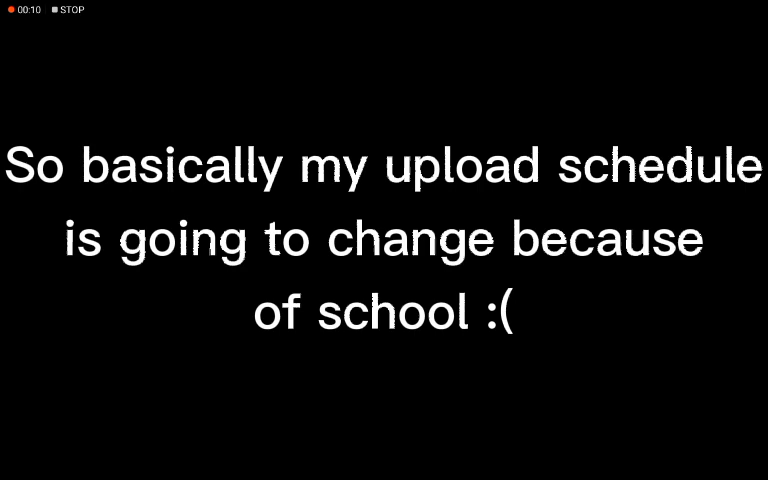 00:10 STOP
So basically my upload schedule
is going to change because
of school :(